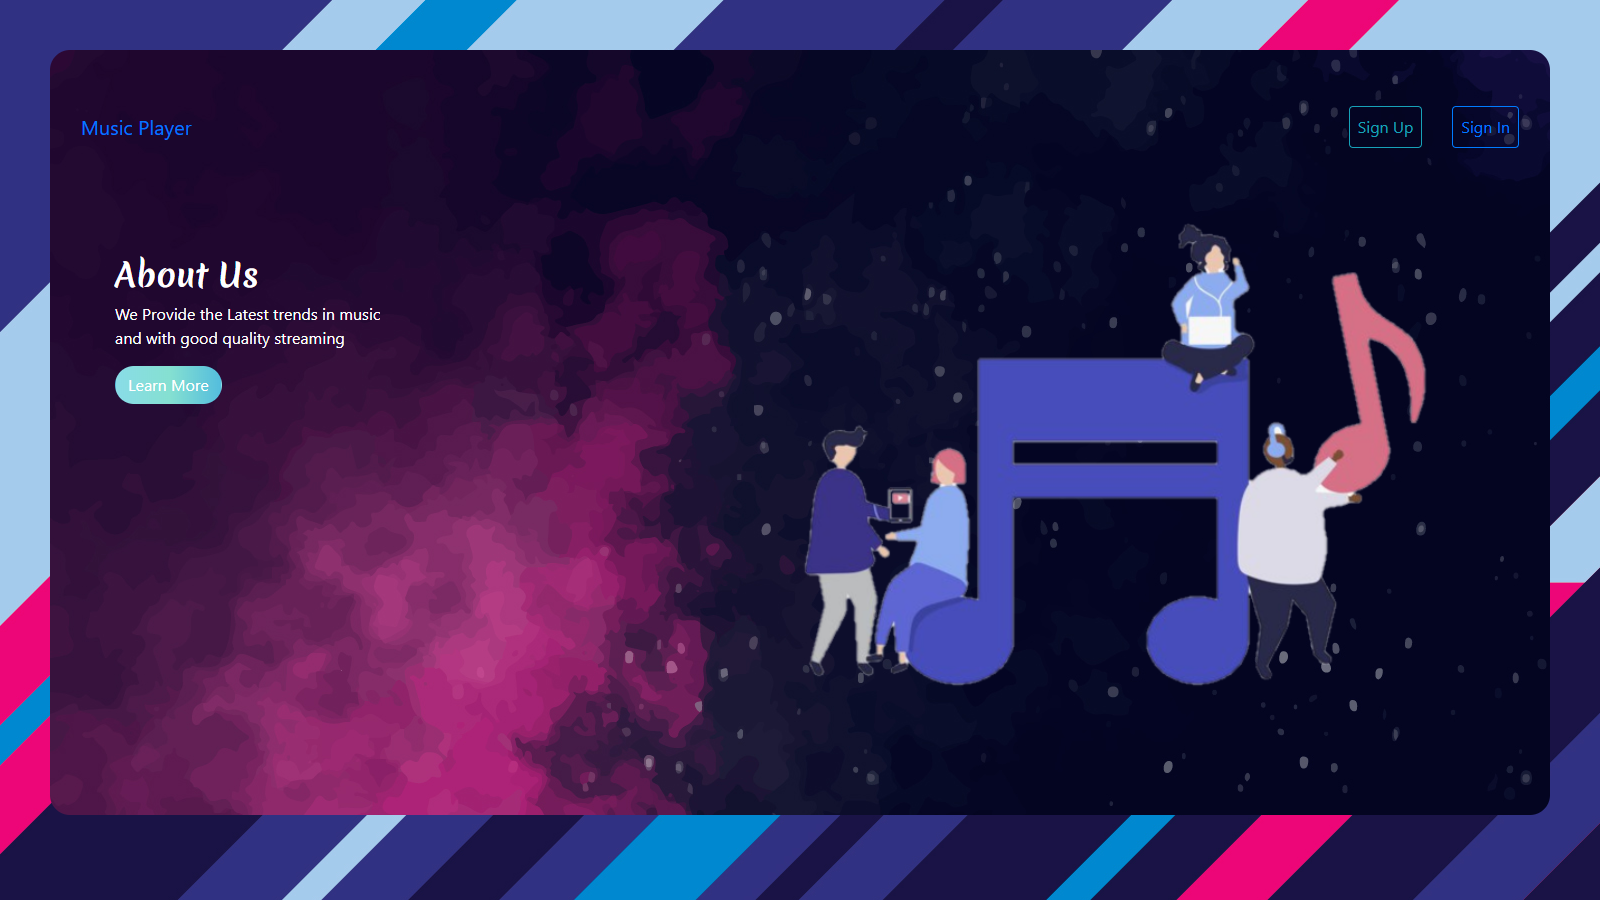 Music Player
Sign Up
Sign In
About Us
We Provide the Latest trends in music
and with good quality streaming
Learn More